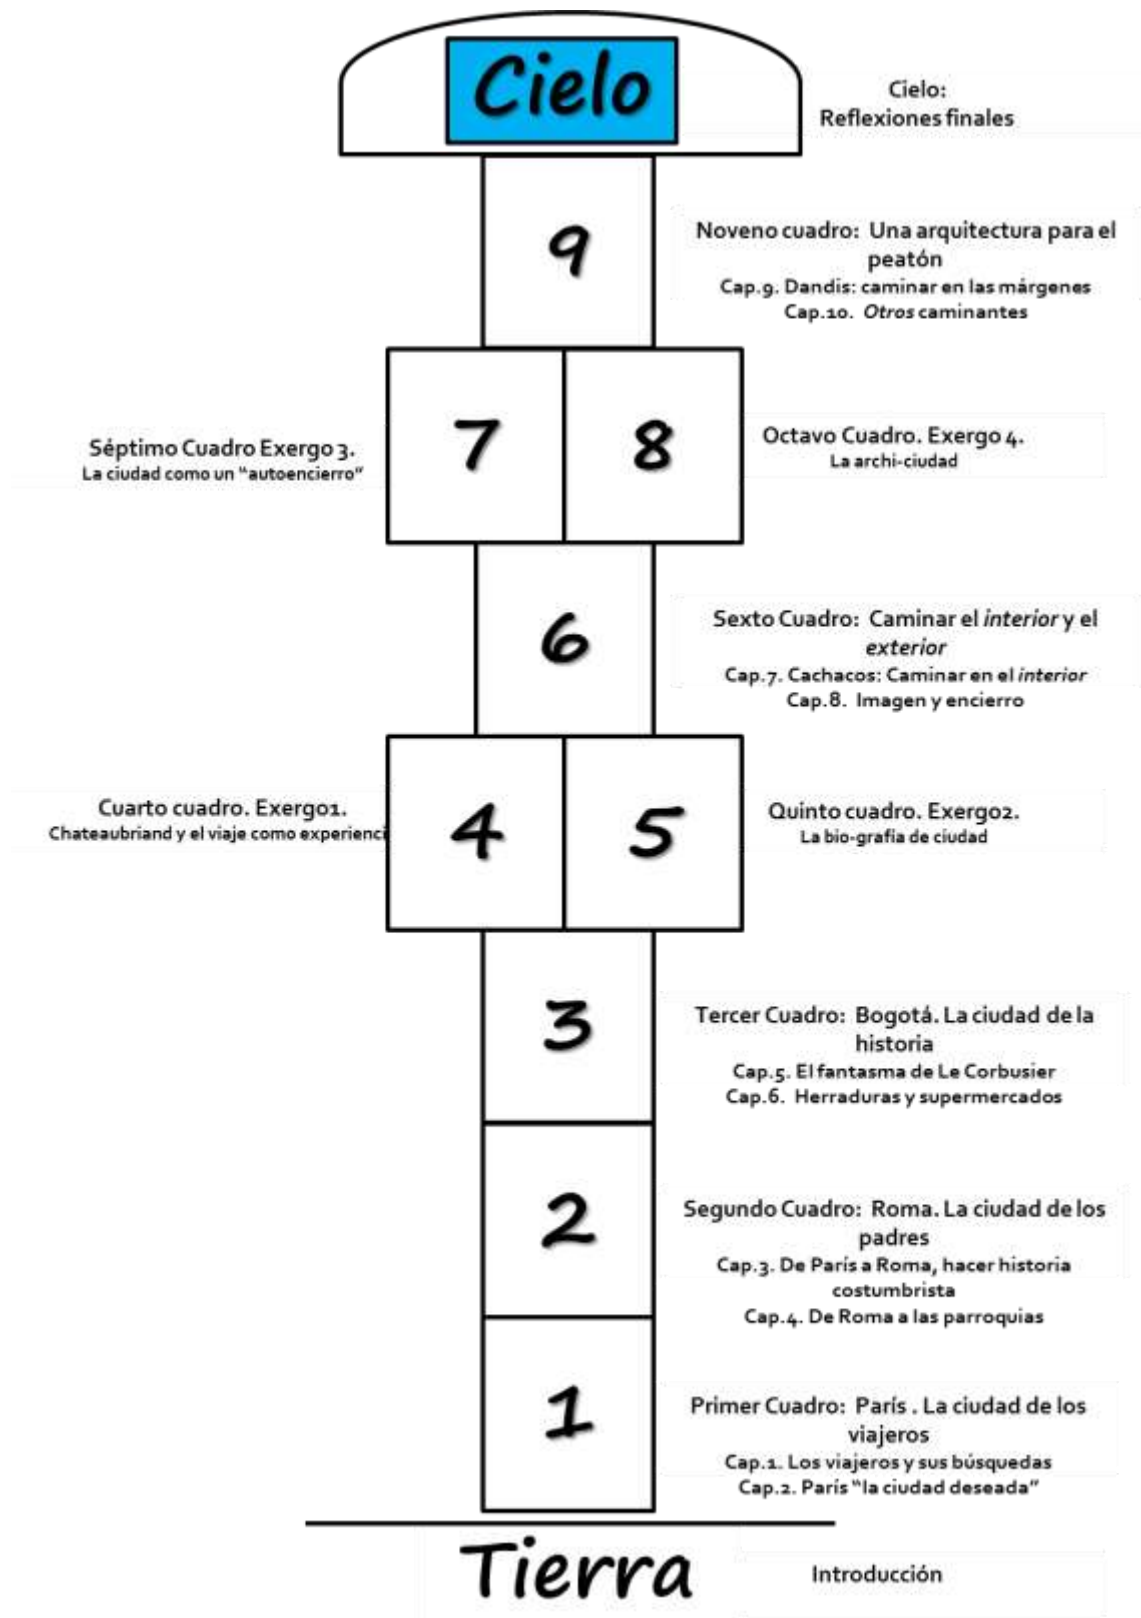 Cielo
Cielo:
Reflexiones finales
9
Noveno cuadro: Una arquitectura para el
peatón
Cap.9. Dandis: caminar en las márgenes
Cap.10. Otros caminantes
Séptimo Cuadro Exergo 3.
La ciudad como un “autoencierro”
7
8
Octavo Cuadro. Exergo 4.
La archi-ciudad
6
Sexto Cuadro: Caminar el interior y el
exterior
Cap.7. Cachacos: Caminar en el interior
Cap.8. Imagen y encierro
Cuarto cuadro. Exergo1.
Chateaubriand y el viaje como experienci
4
5
Quinto cuadro. Exergo2.
La bio-grafía de ciudad
3
Tercer Cuadro: Bogotá. La ciudad de la
historia
Cap.5. El fantasma de Le Corbusier
Cap.6. Herraduras y supermercados
2
Segundo Cuadro: Roma. La ciudad de los
padres
Cap.3. De París a Roma, hacer historia
costumbrista
Cap.4. De Roma a las parroquias
1
Primer Cuadro: París . La ciudad de los
viajeros
Cap.1. Los viajeros y sus búsquedas
Cap.2. París “la ciudad deseada”
Tierra
Introducción